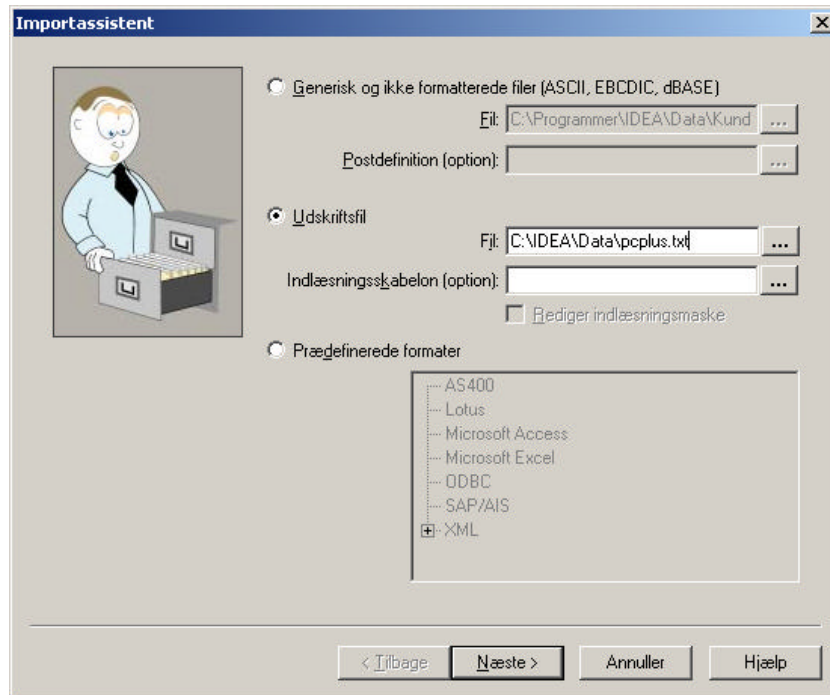 Importassistent
Generisk og ikke formatterede filer (ASCII, EBCDIC, dBASE)
Fil: C:\Programmer\IDEA\Data\Kund ...
Postdefinition (option): ...
Udskriftsfil
Fil: C:\IDEA\Data\pcplus.txt ...
Indlæsningsskabelon (option): ...
Rediger indlæsningsmaske
Prædefinerede formater
AS400
Lotus
Microsoft Access
Microsoft Excel
ODBC
SAP/AIS
XML
< Tilbage Næste > Annuller Hjælp